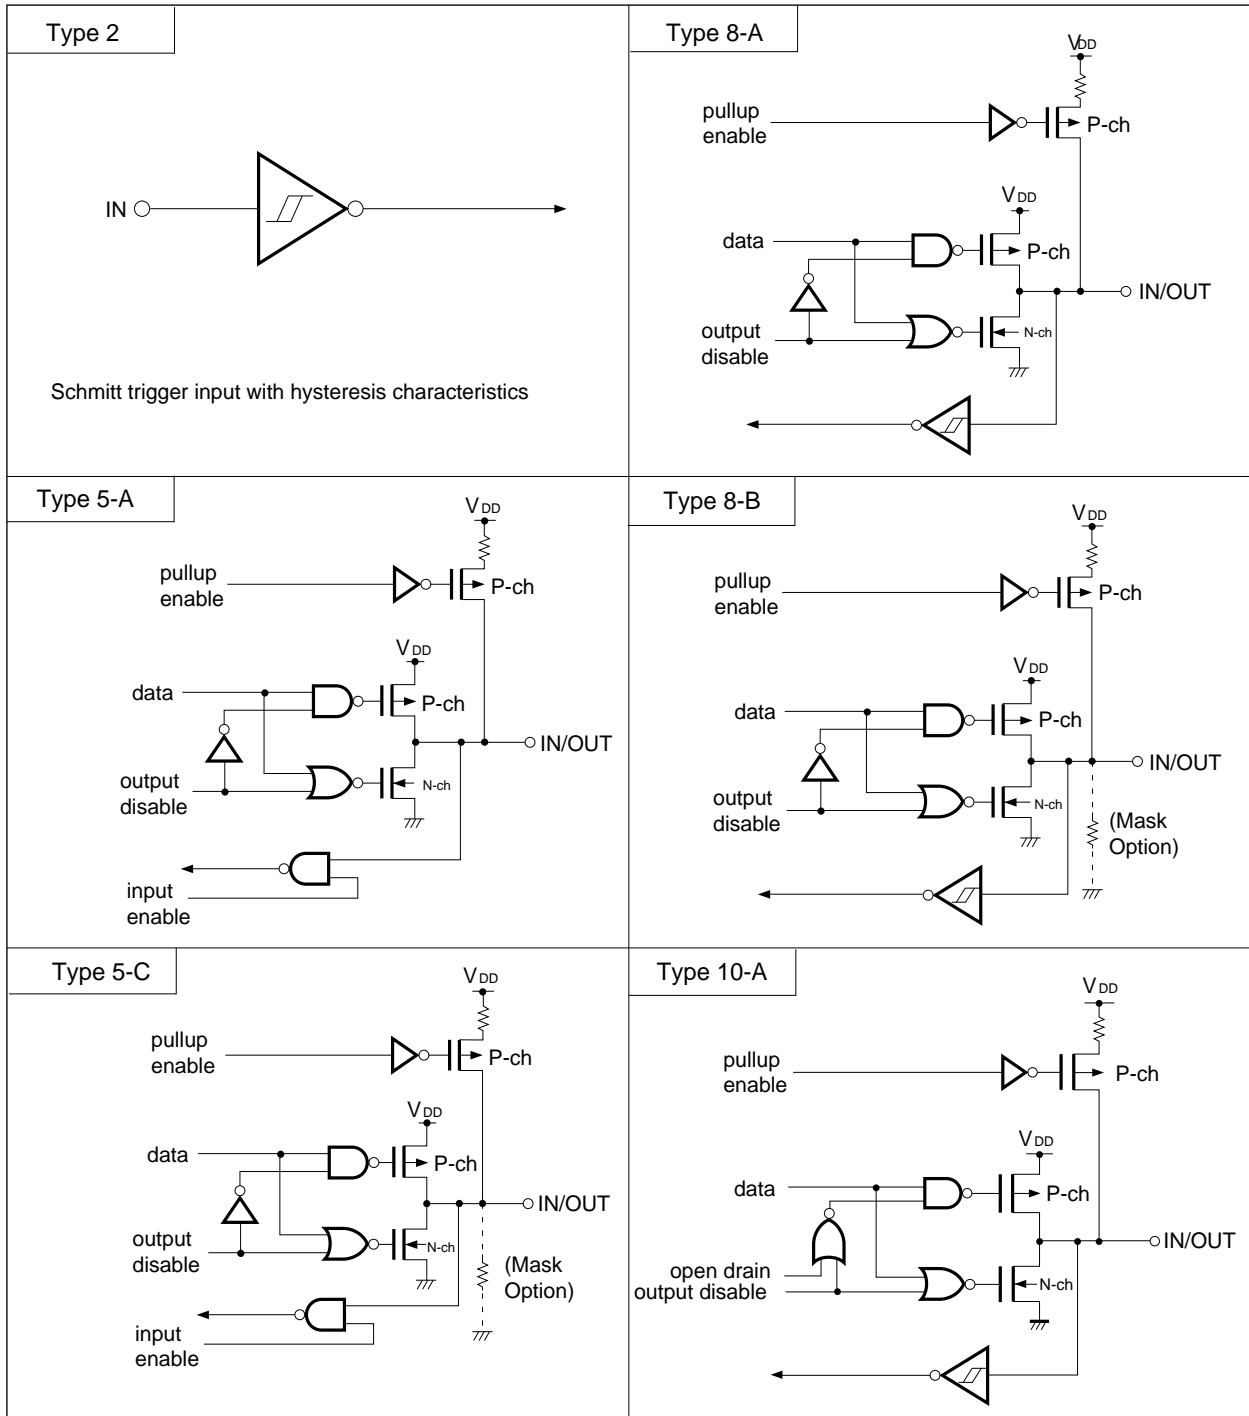 Type 2
IN
Schmitt trigger input with hysteresis characteristics
Type 8-A
VDD
pullup
enable
P-ch
VDD
data
P-ch
IN/OUT
output
disable
N-ch
Type 5-A
VDD
pullup
enable
P-ch
VDD
data
P-ch
IN/OUT
output
disable
N-ch
input
enable
Type 8-B
VDD
pullup
enable
P-ch
VDD
data
P-ch
IN/OUT
output
disable
N-ch
(Mask
Option)
Type 5-C
VDD
pullup
enable
P-ch
VDD
data
P-ch
IN/OUT
output
disable
N-ch
(Mask
Option)
input
enable
Type 10-A
VDD
pullup
enable
P-ch
VDD
data
P-ch
IN/OUT
open drain
output disable
N-ch